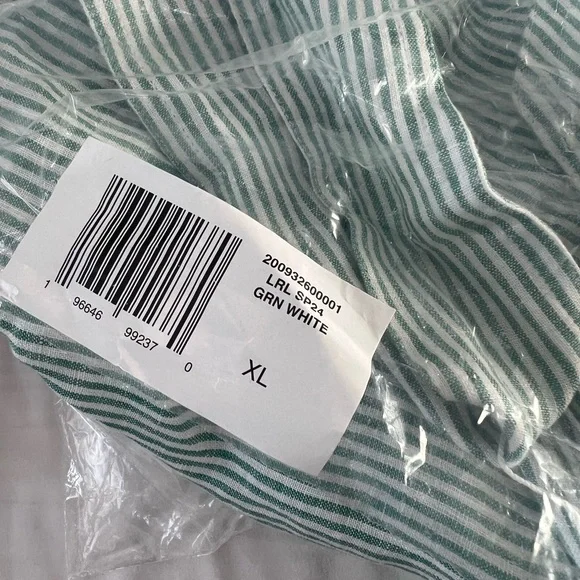 200932600001
LRL SP24
GRN WHITE
XL
1 96646 99237 0